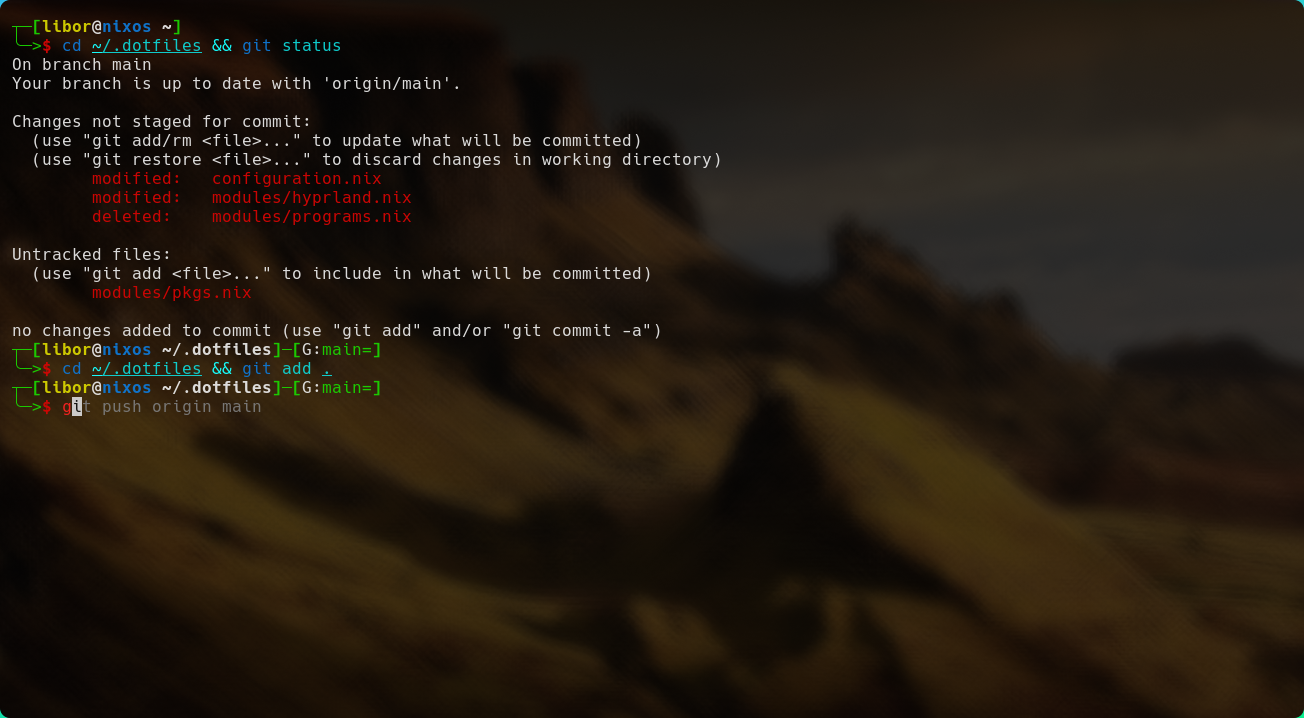 ┬─[libor@nixos ~]
╰─>$ cd ~/.dotfiles && git status
On branch main
Your branch is up to date with 'origin/main'.

Changes not staged for commit:
  (use "git add/rm <file>..." to update what will be committed)
  (use "git restore <file>..." to discard changes in working directory)
        modified:   configuration.nix
        modified:   modules/hyprland.nix
        deleted:    modules/programs.nix

Untracked files:
  (use "git add <file>..." to include in what will be committed)
        modules/pkgs.nix

no changes added to commit (use "git add" and/or "git commit -a")
┬─[libor@nixos ~/.dotfiles]─[G:main=]
╰─>$ cd ~/.dotfiles && git add .
┬─[libor@nixos ~/.dotfiles]─[G:main=]
╰─>$ git push origin main